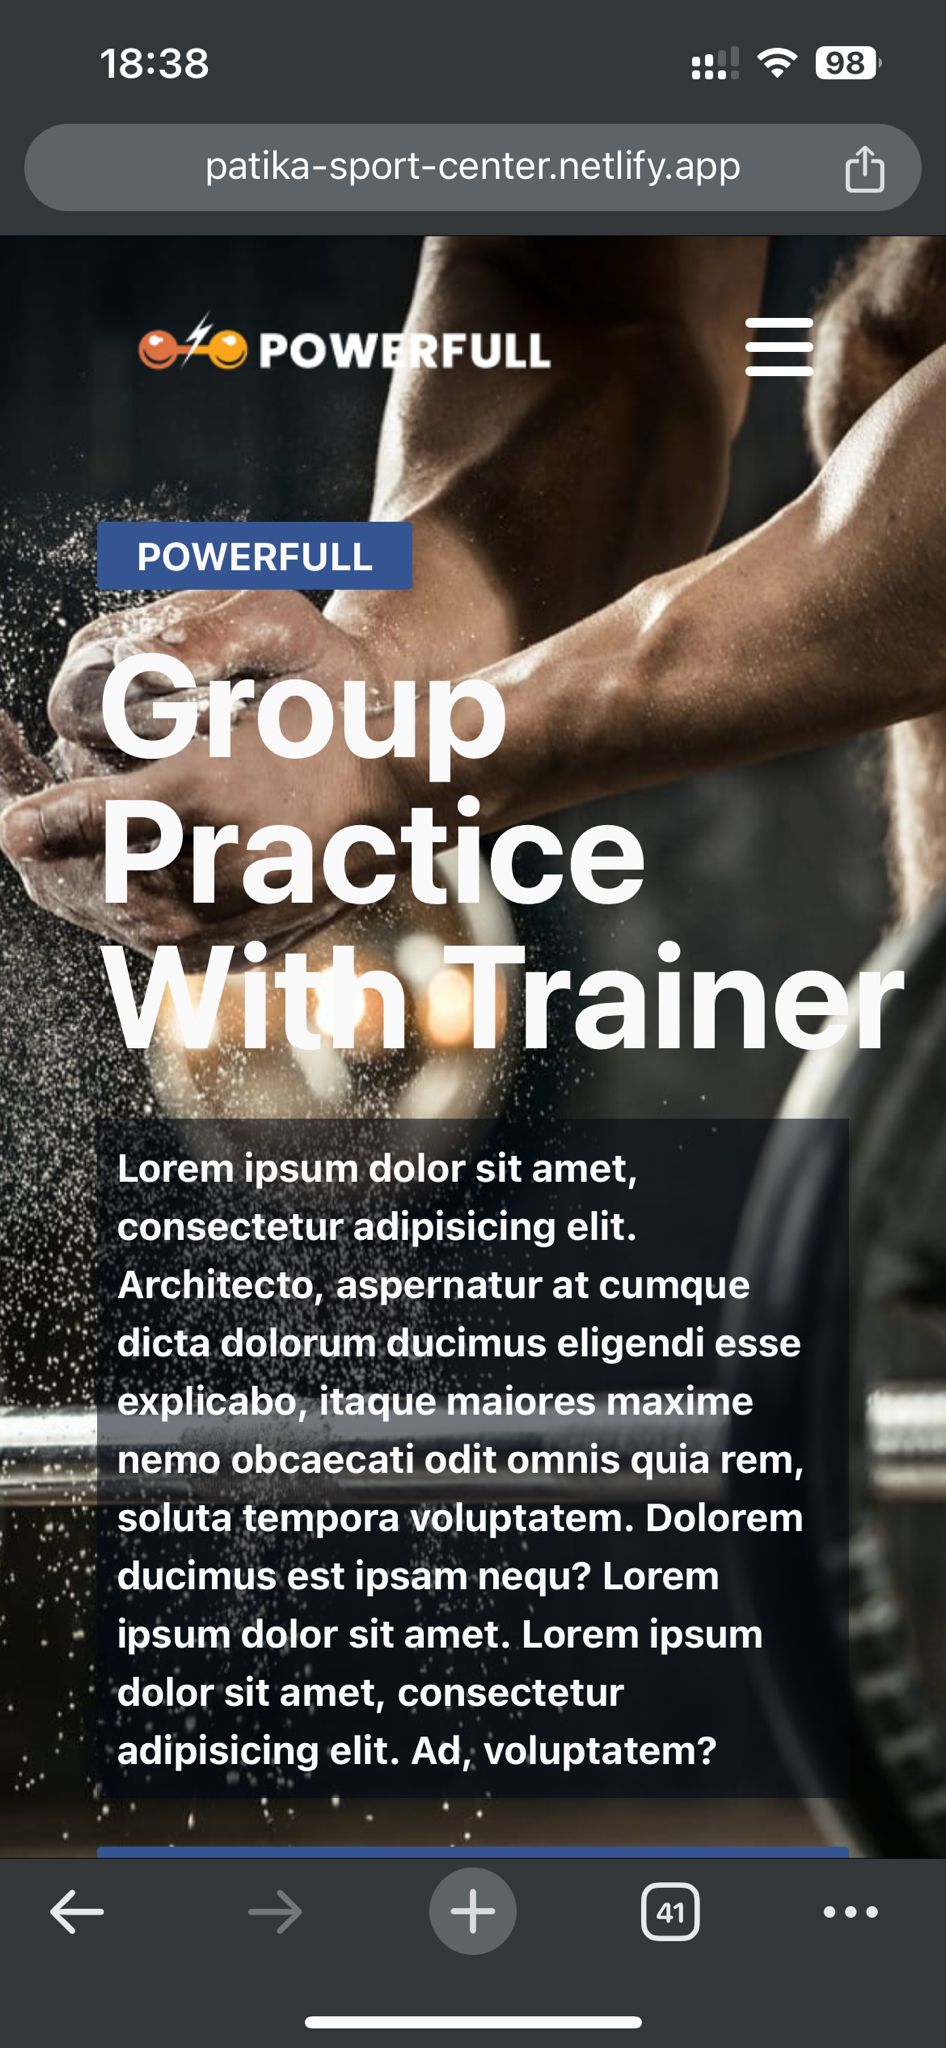 18:38
98
patika-sport-center.netlify.app
POWERFULL
POWERFULL
Group
Practice
With Trainer
Lorem ipsum dolor sit amet,
consectetur adipisicing elit.
Architecto, aspernatur at cumque
dicta dolorum ducimus eligendi esse
explicabo, itaque maiores maxime
nemo obcaecati odit omnis quia rem,
soluta tempora voluptatem. Dolorem
ducimus est ipsam nequ? Lorem
ipsum dolor sit amet. Lorem ipsum
dolor sit amet, consectetur
adipisicing elit. Ad, voluptatem?
41